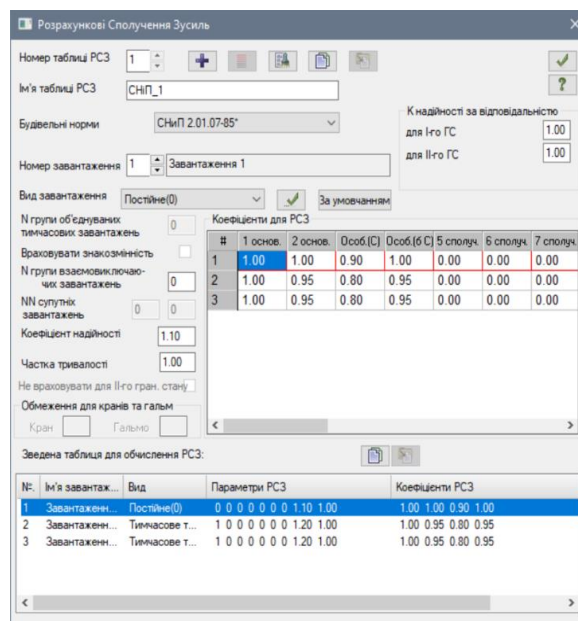 Розрахункові Сполучення Зусиль
Номер таблиці РСЗ 1
Ім'я таблиці РСЗ СНіП_1
Будівельні норми СНиП 2.01.07-85*
К надійності за відповідальністю
для І-го ГС 1.00
для ІІ-го ГС 1.00
Номер завантаження 1 Завантаження 1
Вид завантаження Постійне(0) За умовчанням
N групи об'єднуваних тимчасових завантажень 0
Враховувати знакозмінність
N групи взаємовиключаю-
чих завантажень 0
NN супутніх завантажень 0 0
Коефіцієнт надійності 1.10
Частка тривалості 1.00
Не враховувати для ІІ-го гран. стану
Обмеження для кранів та гальм
Кран Гальмо
Коефіцієнти для РСЗ
# 1 основ. 2 основ. Особ.(С) Особ.(б С) 5 сполуч. 6 сполуч. 7 сполуч.
1 1.00 1.00 0.90 1.00 0.00 0.00 0.00
2 1.00 0.95 0.80 0.95 0.00 0.00 0.00
3 1.00 0.95 0.80 0.95 0.00 0.00 0.00
Зведена таблиця для обчислення РСЗ:
№. Ім'я завантаж... Вид Параметри РСЗ Коефіцієнти РСЗ
1 Завантаженн... Постійне(0) 0 0 0 0 0 0 0 1.10 1.00 1.00 1.00 0.90 1.00
2 Завантаженн... Тимчасове т... 1 0 0 0 0 0 0 1.20 1.00 1.00 0.95 0.80 0.95
3 Завантаженн... Тимчасове т... 1 0 0 0 0 0 0 1.20 1.00 1.00 0.95 0.80 0.95